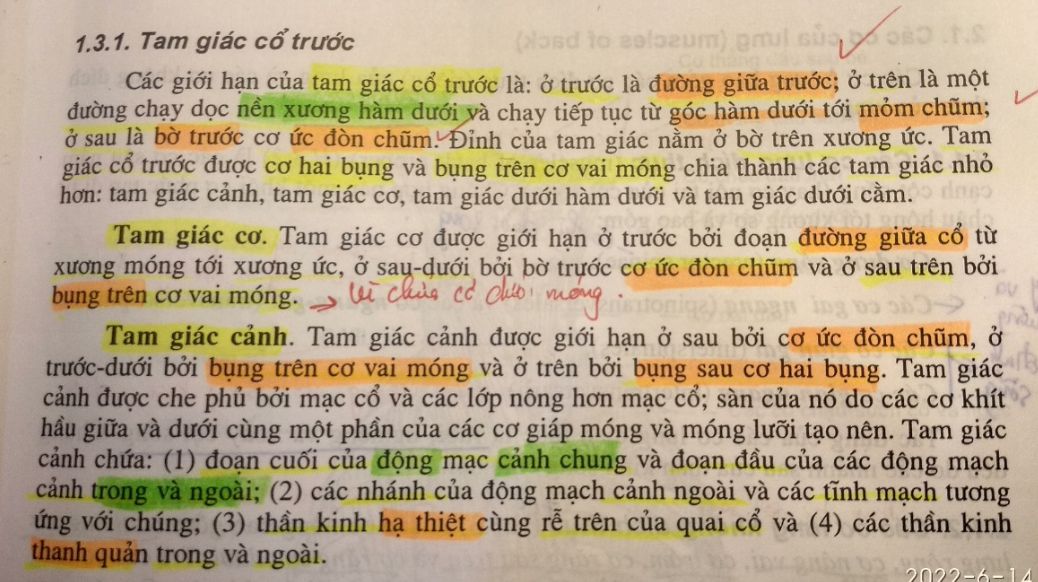 1.3.1. Tam giác cổ trước
Các giới hạn của tam giác cổ trước là: ở trước là đường giữa trước; ở trên là một
đường chạy dọc nền xương hàm dưới và chạy tiếp tục từ góc hàm dưới tới mỏm chũm;
ở sau là bờ trước cơ ức đòn chũm. Đỉnh của tam giác nằm ở bờ trên xương ức. Tam
giác cổ trước được cơ hai bụng và bụng trên cơ vai móng chia thành các tam giác nhỏ
hơn: tam giác cảnh, tam giác cơ, tam giác dưới hàm dưới và tam giác dưới cằm.
Tam giác cơ. Tam giác cơ được giới hạn ở trước bởi đoạn đường giữa cổ từ
xương móng tới xương ức, ở sau-dưới bởi bờ trước cơ ức đòn chũm và ở sau trên bởi
bụng trên cơ vai móng. → vì chứa cơ dưới móng.
Tam giác cảnh. Tam giác cảnh được giới hạn ở sau bởi cơ ức đòn chũm, ở
trước-dưới bởi bụng trên cơ vai móng và ở trên bởi bụng sau cơ hai bụng. Tam giác
cảnh được che phủ bởi mạc cổ và các lớp nông hơn mạc cổ; sàn của nó do các cơ khít
hầu giữa và dưới cùng một phần của các cơ giáp móng và móng lưỡi tạo nên. Tam giác
cảnh chứa: (1) đoạn cuối của động mạc cảnh chung và đoạn đầu của các động mạch
cảnh trong và ngoài; (2) các nhánh của động mạch cảnh ngoài và các tĩnh mạch tương
ứng với chúng; (3) thần kinh hạ thiệt cùng rễ trên của quai cổ và (4) các thần kinh
thanh quản trong và ngoài.
2022-6-14